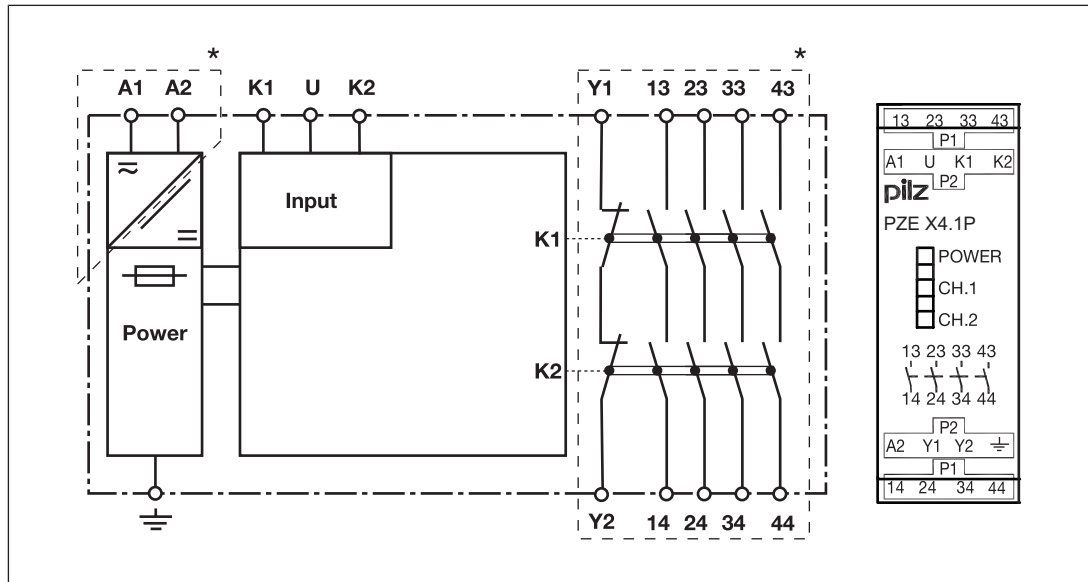 *
*
A1 A2 K1 U K2 Y1 13 23 33 43
Input
K1
Power
K2
Y2 14 24 34 44
13 23 33 43
P1
A1 U K1 K2
P2
pilz
PZE X4.1P
POWER
CH.1
CH.2
13 23 33 43
14 24 34 44
P2
A2 Y1 Y2
P1
14 24 34 44